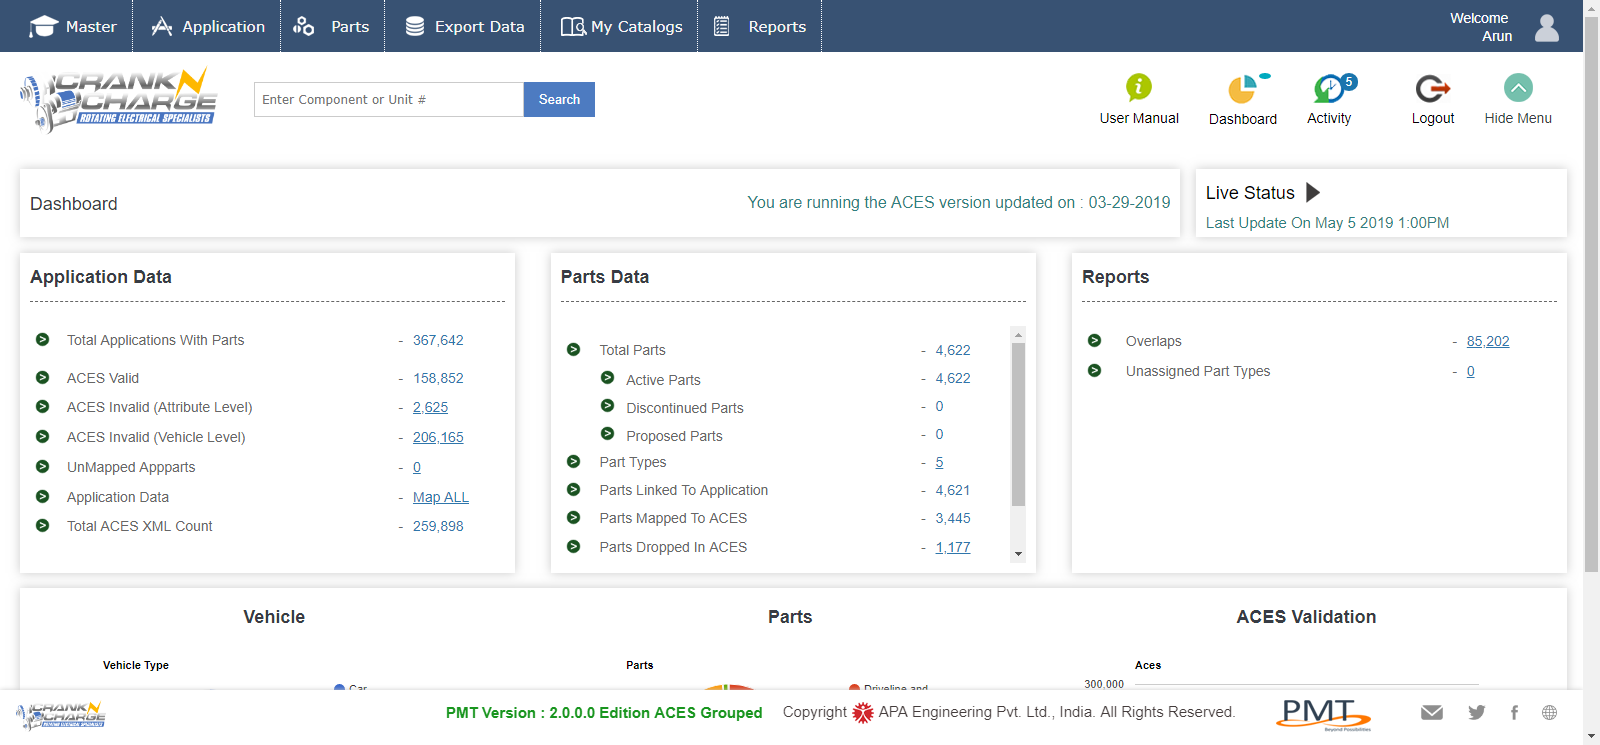 Master
Application
Parts
Export Data
My Catalogs
Reports
Welcome
Arun
CRANK N
CHARGE
ROTATING ELECTRICAL SPECIALISTS
Enter Component or Unit #
Search
User Manual
Dashboard
5
Activity
Logout
Hide Menu
Dashboard
You are running the ACES version updated on : 03-29-2019
Live Status
Last Update On May 5 2019 1:00PM
Application Data
Total Applications With Parts - 367,642
ACES Valid - 158,852
ACES Invalid (Attribute Level) - 2,625
ACES Invalid (Vehicle Level) - 206,165
UnMapped Appparts - 0
Application Data - Map ALL
Total ACES XML Count - 259,898
Parts Data
Total Parts - 4,622
Active Parts - 4,622
Discontinued Parts - 0
Proposed Parts - 0
Part Types - 5
Parts Linked To Application - 4,621
Parts Mapped To ACES - 3,445
Parts Dropped In ACES - 1,177
Reports
Overlaps - 85,202
Unassigned Part Types - 0
Vehicle
Vehicle Type
Car
Parts
Parts
Driveline and
ACES Validation
Aces
300,000
CRANK N
CHARGE
ROTATING ELECTRICAL SPECIALISTS
PMT Version : 2.0.0.0 Edition ACES Grouped
Copyright APA Engineering Pvt. Ltd., India. All Rights Reserved.
PMT
Beyond Possibilities